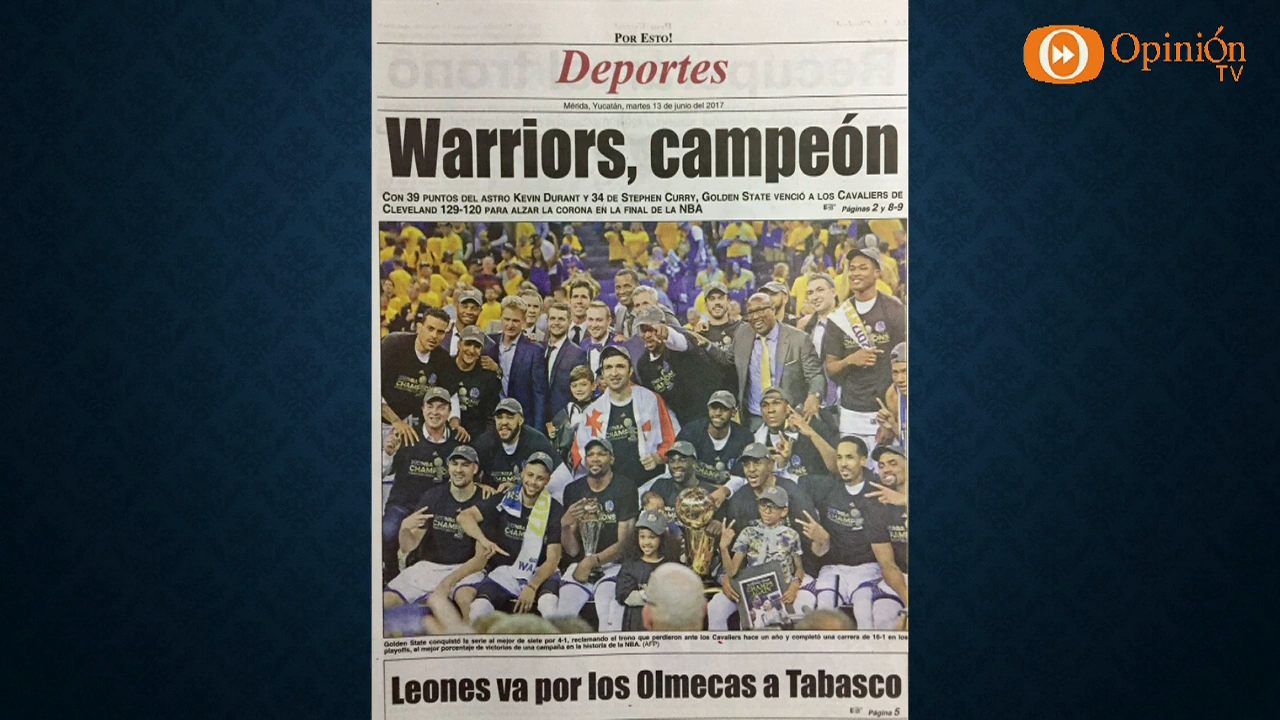 Opinión
TV
POR ESTO!
Deportes
Mérida, Yucatán, martes 13 de junio del 2017
Warriors, campeón
CON 39 PUNTOS DEL ASTRO KEVIN DURANT Y 34 DE STEPHEN CURRY, GOLDEN STATE VENCIÓ A LOS CAVALIERS DE
CLEVELAND 129-120 PARA ALZAR LA CORONA EN LA FINAL DE LA NBA
Páginas 2 y 8-9
Golden State conquistó la serie al mejor de siete por 4-1, reclamando el trono que perdieron ante los Cavaliers hace un año y completó una carrera de 16-1 en los
playoffs, el mejor porcentaje de victorias de una campaña en la historia de la NBA. (AFP)
Leones va por los Olmecas a Tabasco
Página 5